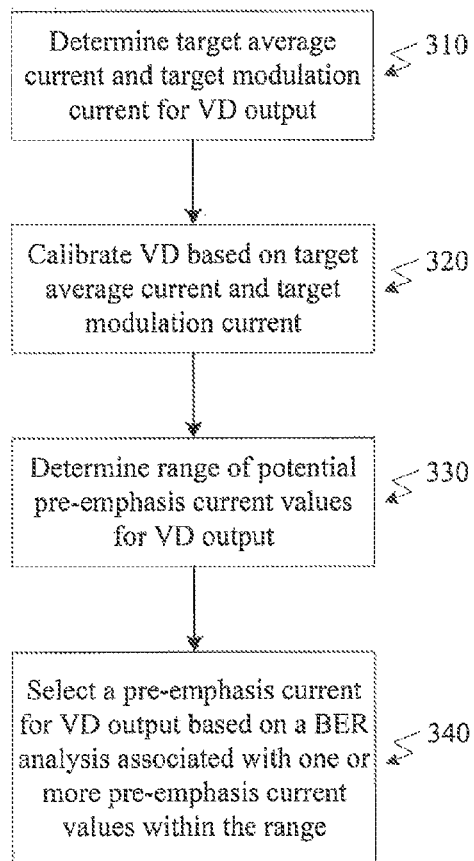 Determine target average
current and target modulation
current for VD output
310
Calibrate VD based on target
average current and target
modulation current
320
Determine range of potential
pre-emphasis current values
for VD output
330
Select a pre-emphasis current
for VD output based on a BER
analysis associated with one or
more pre-emphasis current
values within the range
340